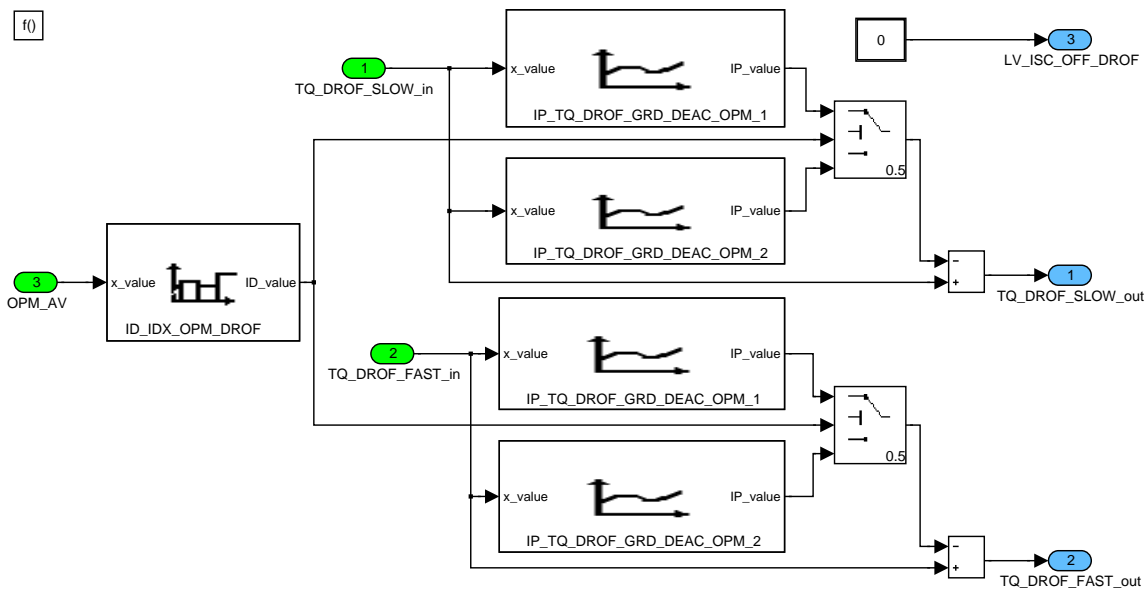 f()
1
TQ_DROF_SLOW_in
x_value
IP_value
IP_TQ_DROF_GRD_DEAC_OPM_1
0
3
LV_ISC_OFF_DROF
0.5
x_value
IP_value
IP_TQ_DROF_GRD_DEAC_OPM_2
3
OPM_AV
x_value
ID_value
ID_IDX_OPM_DROF
−
+
1
TQ_DROF_SLOW_out
2
TQ_DROF_FAST_in
x_value
IP_value
IP_TQ_DROF_GRD_DEAC_OPM_1
0.5
x_value
IP_value
IP_TQ_DROF_GRD_DEAC_OPM_2
−
+
2
TQ_DROF_FAST_out